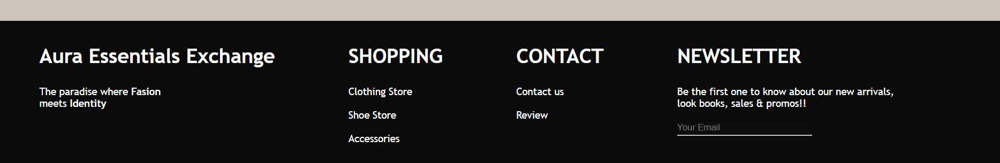 Aura Essentials Exchange
The paradise where Fasion
meets Identity
SHOPPING
Clothing Store
Shoe Store
Accessories
CONTACT
Contact us
Review
NEWSLETTER
Be the first one to know about our new arrivals,
look books, sales & promos!!
Your Email